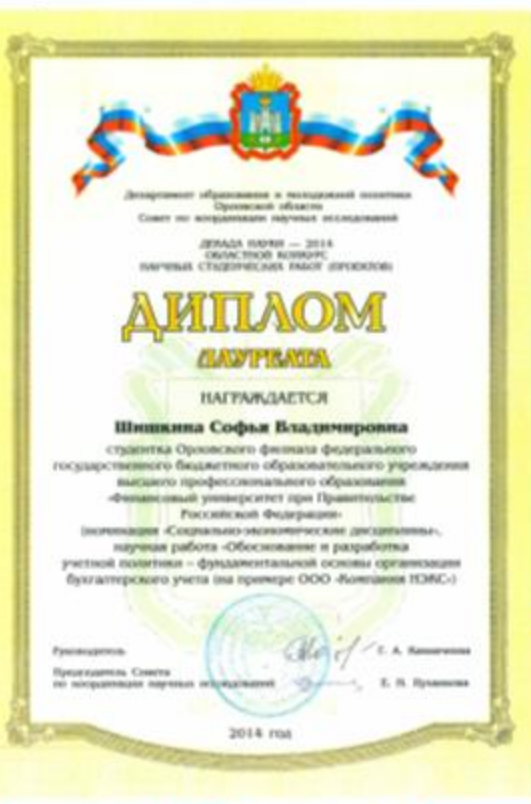 Департамент образования и молодежной политики
Орловской области
Совет по координации научных исследований
ДЕКАДА НАУКИ — 2014
ОБЛАСТНОЙ КОНКУРС
НАУЧНЫХ СТУДЕНЧЕСКИХ РАБОТ (ПРОЕКТОВ)
ДИПЛОМ
ЛАУРЕАТА
НАГРАЖДАЕТСЯ
Шишкина Софья Владимировна
студентка Орловского филиала федерального
государственного бюджетного образовательного учреждения
высшего профессионального образования
«Финансовый университет при Правительстве
Российской Федерации»
(номинация «Социально-экономические дисциплины»,
научная работа «Обоснование и разработка
учетной политики – фундаментальной основы организации
бухгалтерского учета (на примере ООО «Компания НЭКС»)
Руководитель
С. А.
Председатель Совета
по координации научных исследований
Е. Н.
2014 год